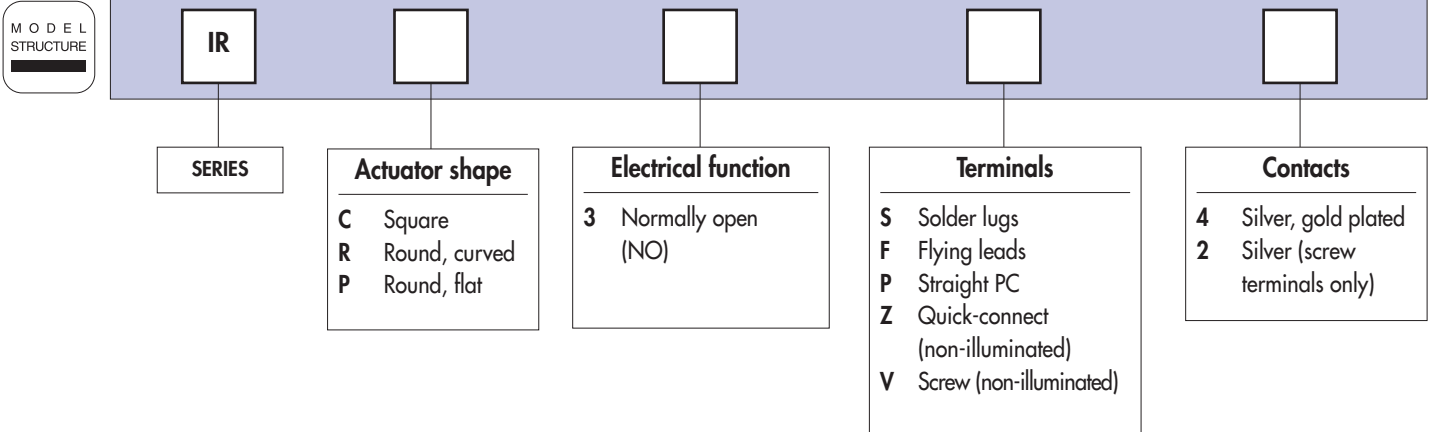 MODEL
STRUCTURE
IR
SERIES
Actuator shape
C Square
R Round, curved
P Round, flat
Electrical function
3 Normally open
(NO)
Terminals
S Solder lugs
F Flying leads
P Straight PC
Z Quick-connect
(non-illuminated)
V Screw (non-illuminated)
Contacts
4 Silver, gold plated
2 Silver (screw
terminals only)